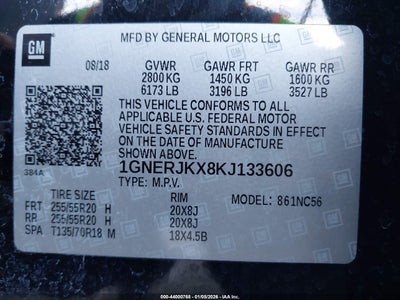 GM
MFD BY GENERAL MOTORS LLC
08/18 GVWR GAWR FRT GAWR RR
2800 KG 1450 KG 1600 KG
6173 LB 3196 LB 3527 LB
THIS VEHICLE CONFORMS TO ALL
APPLICABLE U.S. FEDERAL MOTOR
VEHICLE SAFETY STANDARDS IN EFFECT
ON THE DATE OF MANUFACTURE
SHOWN ABOVE.
384A 1GNERJKX8KJ133606
TYPE: M.P.V. MODEL: 861NC56
TIRE SIZE RIM
FRT 255/55R20 H 20X8J
RR 255/55R20 H 20X8J
SPA T135/70R18 M 18X4.5B
000-44000768 - 01/05/2026 - IAA Inc.